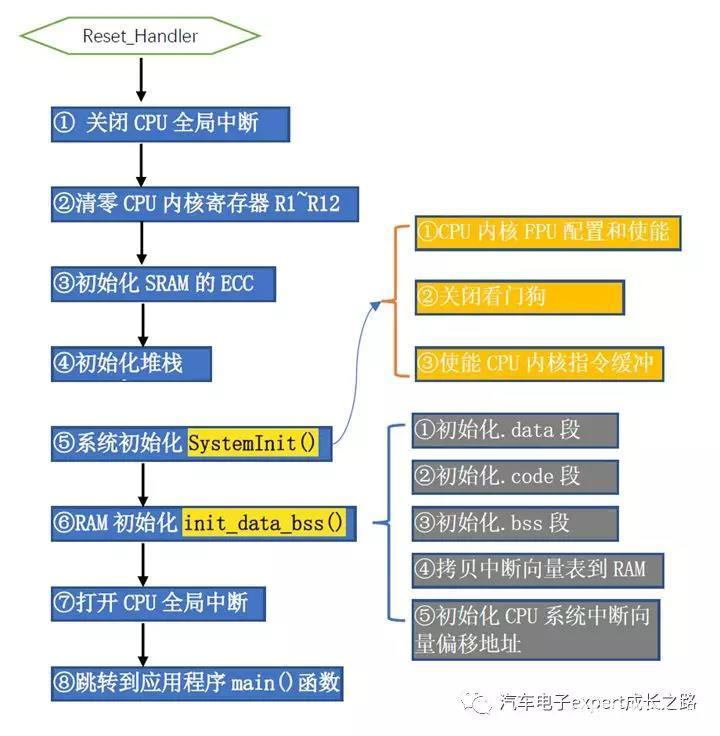 Reset_Handler
① 关闭 CPU 全局中断
②清零 CPU 内核寄存器 R1~R12
③初始化 SRAM 的 ECC
④初始化堆栈
⑤系统初始化 SystemInit()
⑥RAM 初始化 init_data_bss()
⑦打开 CPU 全局中断
⑧跳转到应用程序 main()函数
①CPU 内核 FPU 配置和使能
②关闭看门狗
③使能 CPU 内核指令缓冲
①初始化.data 段
②初始化.code 段
③初始化.bss 段
④拷贝中断向量表到 RAM
⑤初始化 CPU 系统中断向
量偏移地址
汽车电子expert成长之路